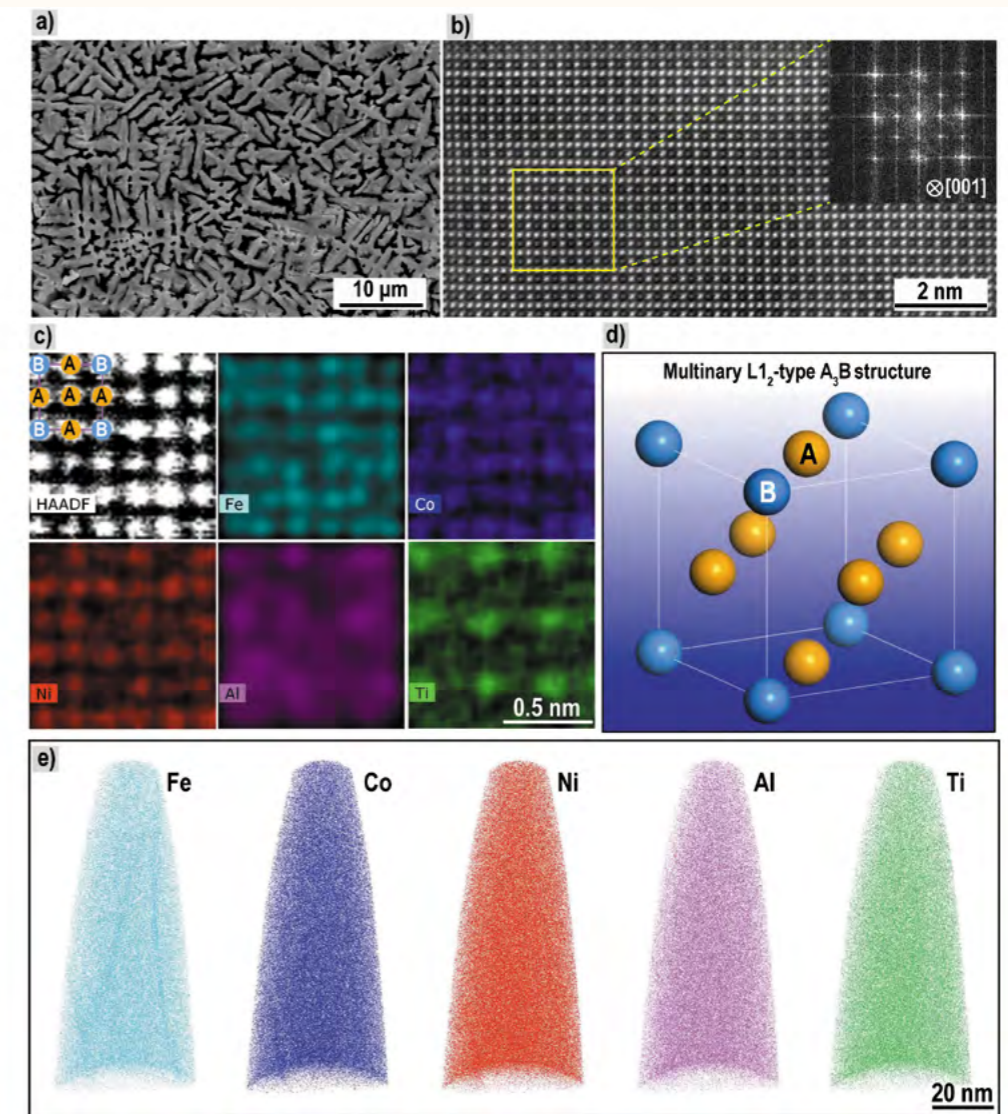 a)
10 µm
b)
⊗[001]
2 nm
c)
B A B
A A A
B A B
HAADF
Fe
Co
Ni
Al
Ti
0.5 nm
d)
Multinary L1₂-type A₃B structure
A
B
e)
Fe
Co
Ni
Al
Ti
20 nm